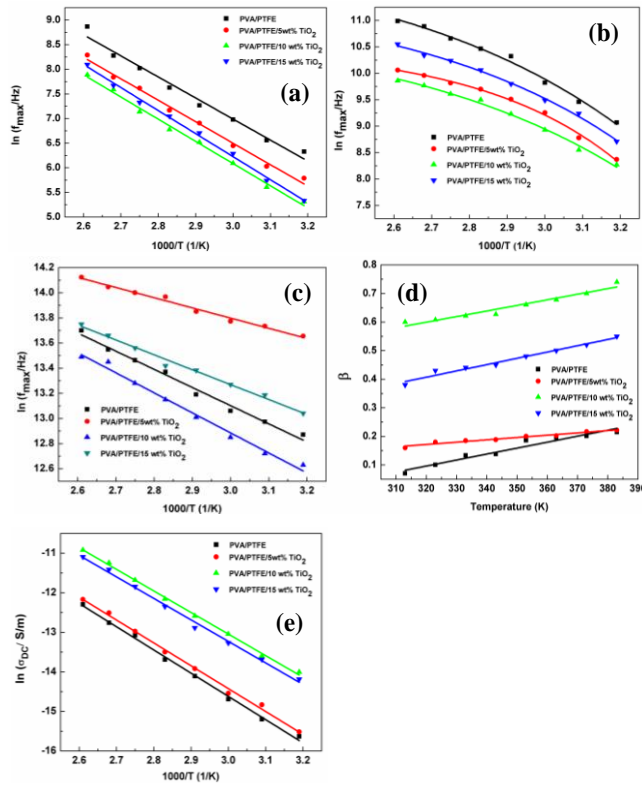 ln (fmax/Hz)
9.0
8.5
8.0
7.5
7.0
6.5
6.0
5.5
5.0
PVA/PTFE
PVA/PTFE/5wt% TiO2
PVA/PTFE/10 wt% TiO2
PVA/PTFE/15 wt% TiO2
(a)
2.6 2.7 2.8 2.9 3.0 3.1 3.2
1000/T (1/K)
ln (fmax/Hz)
11.0
10.5
10.0
9.5
9.0
8.5
8.0
7.5
(b)
PVA/PTFE
PVA/PTFE/5wt% TiO2
PVA/PTFE/10 wt% TiO2
PVA/PTFE/15 wt% TiO2
2.6 2.7 2.8 2.9 3.0 3.1 3.2
1000/T (1/K)
ln (fmax/Hz)
14.2
14.0
13.8
13.6
13.4
13.2
13.0
12.8
12.6
(c)
PVA/PTFE
PVA/PTFE/5wt% TiO2
PVA/PTFE/10 wt% TiO2
PVA/PTFE/15 wt% TiO2
2.6 2.7 2.8 2.9 3.0 3.1 3.2
1000/T (1/K)
β
0.8
0.7
0.6
0.5
0.4
0.3
0.2
0.1
(d)
PVA/PTFE
PVA/PTFE/5wt% TiO2
PVA/PTFE/10 wt% TiO2
PVA/PTFE/15 wt% TiO2
310 320 330 340 350 360 370 380 390
Temperature (K)
ln (σDC/ S/m)
-11
-12
-13
-14
-15
-16
PVA/PTFE
PVA/PTFE/5wt% TiO2
PVA/PTFE/10 wt% TiO2
PVA/PTFE/15 wt% TiO2
(e)
2.6 2.7 2.8 2.9 3.0 3.1 3.2
1000/T (1/K)